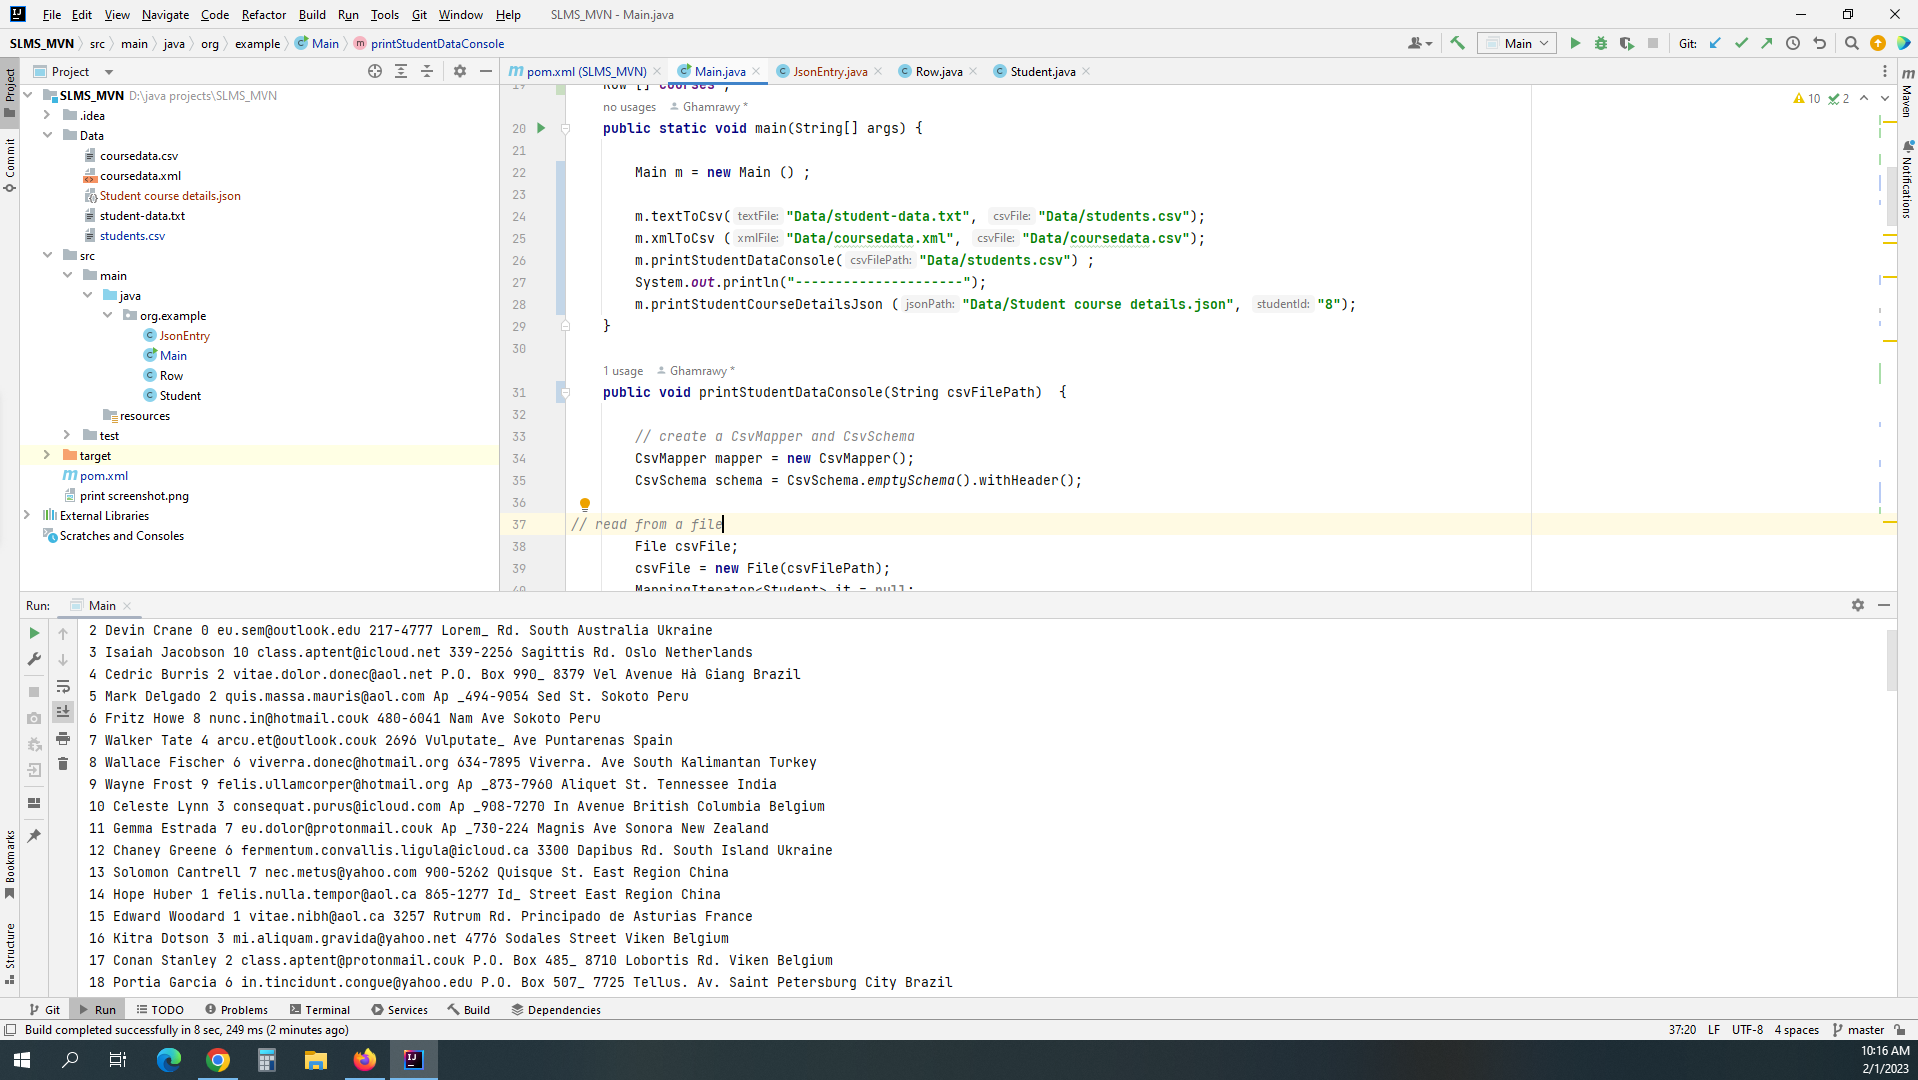 File Edit View Navigate Code Refactor Build Run Tools Git Window Help SLMS_MVN - Main.java
SLMS_MVN src main java org example Main printStudentDataConsole
Main
Git:
Project
Project
pom.xml (SLMS_MVN) Main.java JsonEntry.java Row.java Student.java
Maven
Notifications
Commit
SLMS_MVN D:\java projects\SLMS_MVN
.idea
Data
coursedata.csv
coursedata.xml
Student course details.json
student-data.txt
students.csv
src
main
java
org.example
JsonEntry
Main
Row
Student
resources
test
target
pom.xml
print screenshot.png
External Libraries
Scratches and Consoles
10 2
19 Row [] courses ;
no usages Ghamrawy *
20 public static void main(String[] args) {
21
22 Main m = new Main () ;
23
24 m.textToCsv( textFile: "Data/student-data.txt", csvFile: "Data/students.csv");
25 m.xmlToCsv ( xmlFile: "Data/coursedata.xml", csvFile: "Data/coursedata.csv");
26 m.printStudentDataConsole( csvFilePath: "Data/students.csv") ;
27 System.out.println("---------------------");
28 m.printStudentCourseDetailsJson ( jsonPath: "Data/Student course details.json", studentId: "8");
29 }
30
1 usage Ghamrawy *
31 public void printStudentDataConsole(String csvFilePath) {
32
33 // create a CsvMapper and CsvSchema
34 CsvMapper mapper = new CsvMapper();
35 CsvSchema schema = CsvSchema.emptySchema().withHeader();
36
37 // read from a file
38 File csvFile;
39 csvFile = new File(csvFilePath);
40 MappingIterator<Student> it = null;
Run: Main
2 Devin Crane 0 eu.sem@outlook.edu 217-4777 Lorem_ Rd. South Australia Ukraine
3 Isaiah Jacobson 10 class.aptent@icloud.net 339-2256 Sagittis Rd. Oslo Netherlands
4 Cedric Burris 2 vitae.dolor.donec@aol.net P.O. Box 990_ 8379 Vel Avenue Hà Giang Brazil
5 Mark Delgado 2 quis.massa.mauris@aol.com Ap _494-9054 Sed St. Sokoto Peru
6 Fritz Howe 8 nunc.in@hotmail.couk 480-6041 Nam Ave Sokoto Peru
7 Walker Tate 4 arcu.et@outlook.couk 2696 Vulputate_ Ave Puntarenas Spain
8 Wallace Fischer 6 viverra.donec@hotmail.org 634-7895 Viverra. Ave South Kalimantan Turkey
9 Wayne Frost 9 felis.ullamcorper@hotmail.org Ap _873-7960 Aliquet St. Tennessee India
10 Celeste Lynn 3 consequat.purus@icloud.com Ap _908-7270 In Avenue British Columbia Belgium
11 Gemma Estrada 7 eu.dolor@protonmail.couk Ap _730-224 Magnis Ave Sonora New Zealand
12 Chaney Greene 6 fermentum.convallis.ligula@icloud.ca 3300 Dapibus Rd. South Island Ukraine
13 Solomon Cantrell 7 nec.metus@yahoo.com 900-5262 Quisque St. East Region China
14 Hope Huber 1 felis.nulla.tempor@aol.ca 865-1277 Id_ Street East Region China
15 Edward Woodard 1 vitae.nibh@aol.ca 3257 Rutrum Rd. Principado de Asturias France
16 Kitra Dotson 3 mi.aliquam.gravida@yahoo.net 4776 Sodales Street Viken Belgium
17 Conan Stanley 2 class.aptent@protonmail.couk P.O. Box 485_ 8710 Lobortis Rd. Viken Belgium
18 Portia Garcia 6 in.tincidunt.congue@yahoo.edu P.O. Box 507_ 7725 Tellus. Av. Saint Petersburg City Brazil
Bookmarks
Structure
Git Run TODO Problems Terminal Services Build Dependencies
Build completed successfully in 8 sec, 249 ms (2 minutes ago)
37:20 LF UTF-8 4 spaces master
10:16 AM
2/1/2023